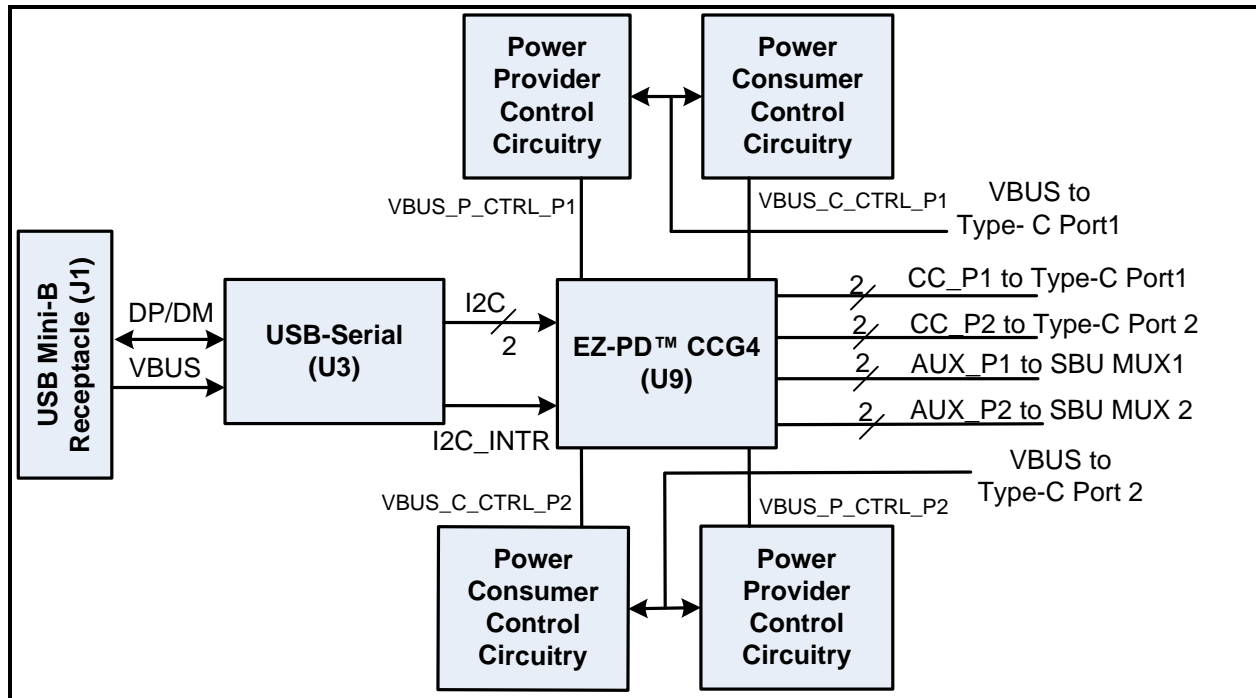 Power
Provider
Control
Circuitry
Power
Consumer
Control
Circuitry
VBUS_P_CTRL_P1
VBUS_C_CTRL_P1
VBUS to
Type- C Port1
USB Mini-B
Receptacle (J1)
DP/DM
VBUS
USB-Serial
(U3)
I2C
2
I2C_INTR
EZ-PD™ CCG4
(U9)
2
CC_P1 to Type-C Port1
2
CC_P2 to Type-C Port 2
2
AUX_P1 to SBU MUX1
2
AUX_P2 to SBU MUX 2
VBUS to
Type-C Port 2
VBUS_C_CTRL_P2
VBUS_P_CTRL_P2
Power
Consumer
Control
Circuitry
Power
Provider
Control
Circuitry